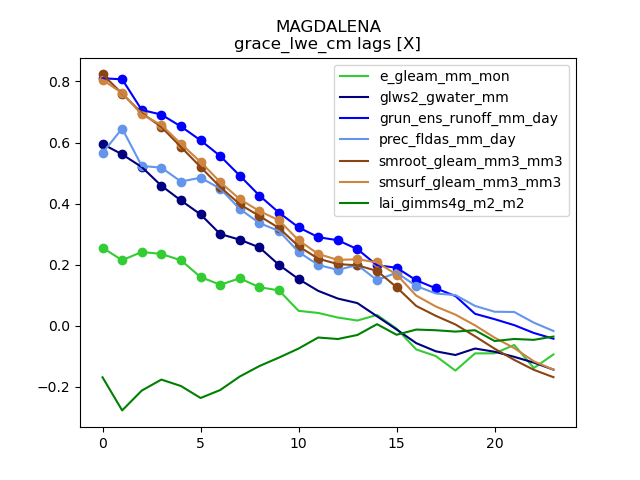 MAGDALENA
grace_lwe_cm lags [X]
e_gleam_mm_mon
glws2_gwater_mm
grun_ens_runoff_mm_day
prec_fldas_mm_day
smroot_gleam_mm3_mm3
smsurf_gleam_mm3_mm3
lai_gimms4g_m2_m2
0.8
0.6
0.4
0.2
0.0
−0.2
0 5 10 15 20